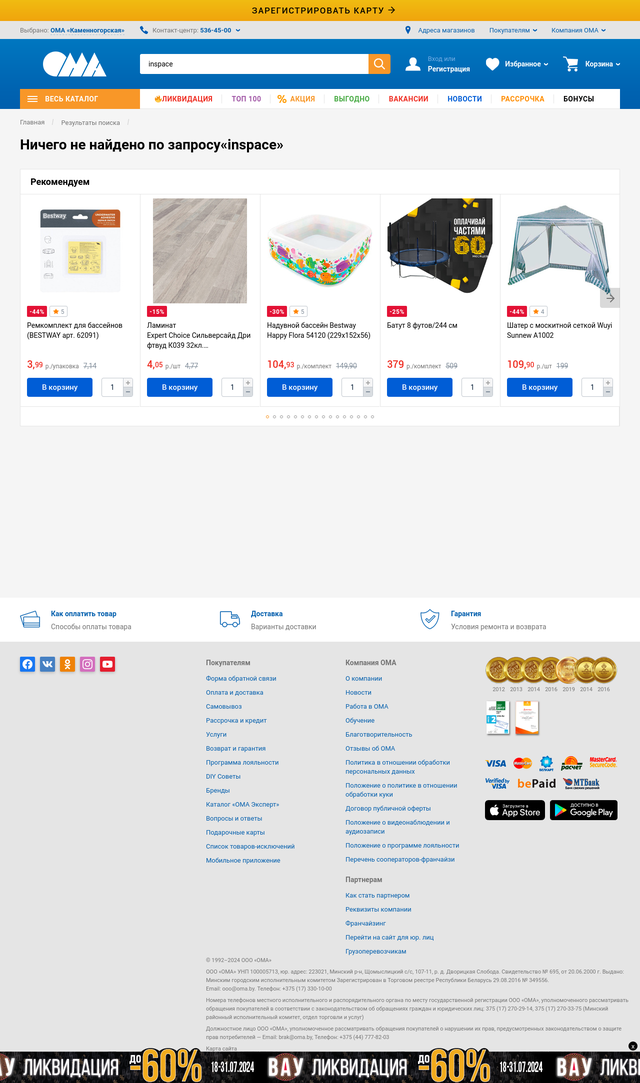 ЗАРЕГИСТРИРОВАТЬ КАРТУ →
Выбрано: ОМА «Каменногорская»
Контакт-центр: 536-45-00
Адреса магазинов
Покупателям
Компания ОМА
ОМА
inspace
Вход или
Регистрация
Избранное
Корзина
ВЕСЬ КАТАЛОГ
ЛИКВИДАЦИЯ
ТОП 100
% АКЦИЯ
ВЫГОДНО
ВАКАНСИИ
НОВОСТИ
РАССРОЧКА
БОНУСЫ
Главная
Результаты поиска
Ничего не найдено по запросу«inspace»
Рекомендуем
Bestway
ОПЛАЧИВАЙ
ЧАСТЯМИ
60
-44% 5
Ремкомплект для бассейнов
(BESTWAY арт. 62091)
3,99 р./упаковка 7,14
В корзину 1 + −
-15%
Ламинат
Expert Choice Сильверсайд Дри
фтвуд K039 32кл....
4,05 р./шт 4,77
В корзину 1 + −
-30% 5
Надувной бассейн Bestway
Happy Flora 54120 (229х152х56)
104,93 р./комплект 149,90
В корзину 1 + −
-25%
Батут 8 футов/244 см
379 р./комплект 509
В корзину 1 + −
-44% 4
Шатер с москитной сеткой Wuyi
Sunnew A1002
109,90 р./шт 199
В корзину 1 + −
Как оплатить товар
Способы оплаты товара
Доставка
Варианты доставки
Гарантия
Условия ремонта и возврата
Покупателям
Форма обратной связи
Оплата и доставка
Самовывоз
Рассрочка и кредит
Услуги
Возврат и гарантия
Программа лояльности
DIY Советы
Бренды
Каталог «ОМА Эксперт»
Вопросы и ответы
Подарочные карты
Список товаров-исключений
Мобильное приложение
Компания ОМА
О компании
Новости
Работа в ОМА
Обучение
Благотворительность
Отзывы об ОМА
Политика в отношении обработки
персональных данных
Положение о политике в отношении
обработки куки
Договор публичной оферты
Положение о видеонаблюдении и
аудиозаписи
Положение о программе лояльности
Перечень сооператоров-франчайзи
Партнерам
Как стать партнером
Реквизиты компании
Франчайзинг
Перейти на сайт для юр. лиц
Грузоперевозчикам
2012 2013 2014 2016 2019 2014 2016
VISA MasterCard БЕЛКАРТ расчет MasterCard. SecureCode.
Verified by VISA bePaid МТBank
Загрузите в App Store
ДОСТУПНО В Google Play
© 1992–2024 ООО «ОМА»
ООО «ОМА» УНП 100005713, юр. адрес: 223021, Минский р-н, Щомыслицкий с/с, 107-11, р. д. Дворицкая Слобода. Свидетельство № 695, от 20.06.2000 г. Выдано:
Минским городским исполнительным комитетом Зарегистрирован в Торговом реестре Республики Беларусь 29.08.2016 № 349556.
Email: ooo@oma.by. Телефон: +375 (17) 330-10-00
Номера телефонов местного исполнительного и распорядительного органа по месту государственной регистрации ООО «ОМА», уполномоченного рассматривать
обращения покупателей в соответствии с законодательством об обращениях граждан и юридических лиц: 375 (17) 270-29-14, 375 (17) 270-33-75 (Минский
районный исполнительный комитет, отдел торговли и услуг)
Должностное лицо ООО «ОМА», уполномоченное рассматривать обращения покупателей о нарушении их прав, предусмотренных законодательством о защите
прав потребителей — Email: brak@oma.by, Телефон: +375 (44) 777-82-03
Карта сайта
x
АУ ЛИКВИДАЦИЯ до -60% 18-31.07.2024 ВАУ ЛИКВИДАЦИЯ до -60% 18-31.07.2024 ВАУ ЛИКВ